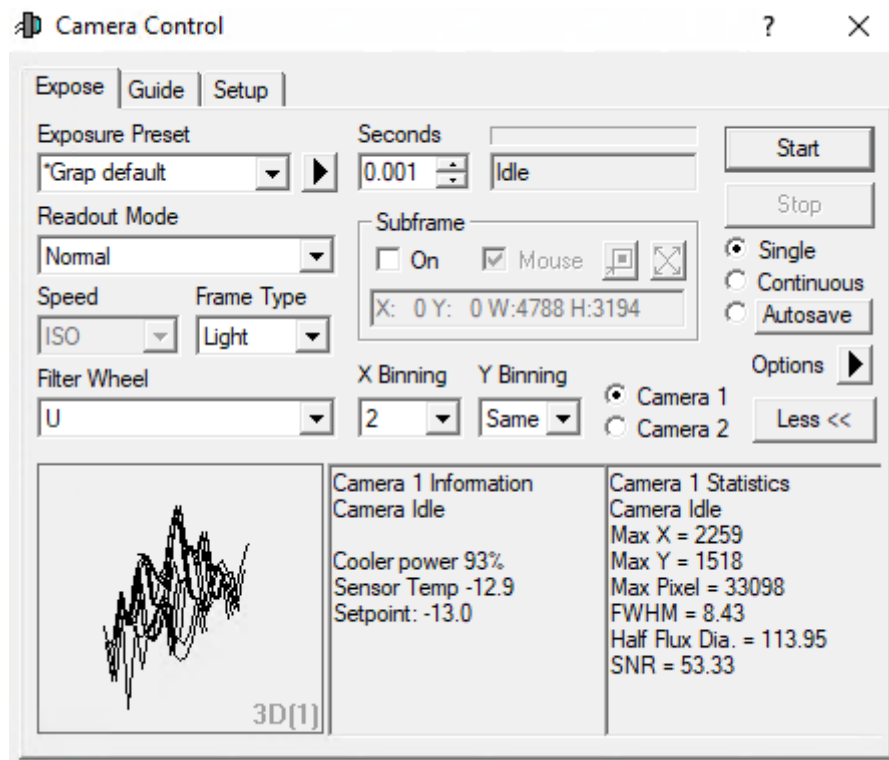 Camera Control ?
Expose Guide Setup
Exposure Preset Seconds
*Grap default 0.001 Idle Start
Stop
Readout Mode Subframe
Normal On Mouse Single
Continuous
Speed Frame Type X: 0 Y: 0 W:4788 H:3194 Autosave
ISO Light
Filter Wheel X Binning Y Binning Options
U 2 Same Camera 1
Camera 2 Less <<
3D(1)
Camera 1 Information
Camera Idle
Cooler power 93%
Sensor Temp -12.9
Setpoint: -13.0
Camera 1 Statistics
Camera Idle
Max X = 2259
Max Y = 1518
Max Pixel = 33098
FWHM = 8.43
Half Flux Dia. = 113.95
SNR = 53.33